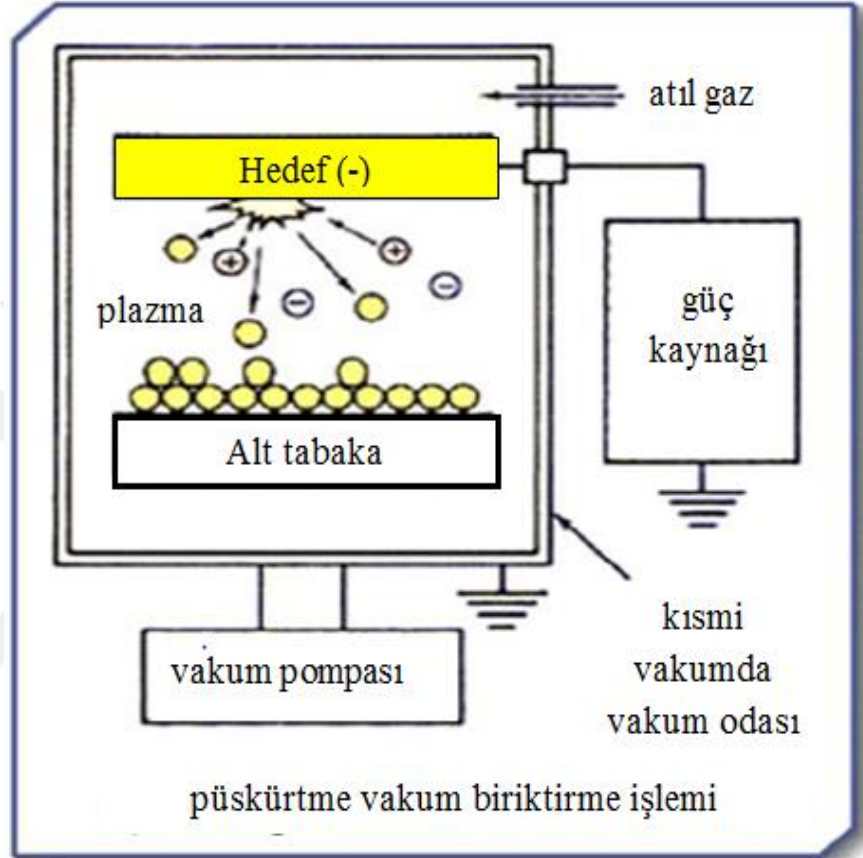 atıl gaz
Hedef (-)
+
+
-
-
plazma
güç
kaynağı
Alt tabaka
vakum pompası
kısmi
vakumda
vakum odası
püskürtme vakum biriktirme işlemi